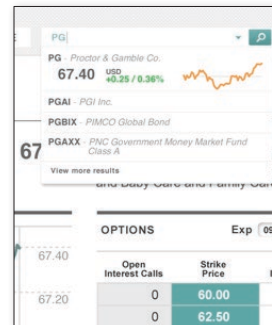 PG
PG - Proctor & Gamble Co.
67.40 USD
+0.25 / 0.36%
PGAI - PGI Inc.
PGBIX - PIMCO Global Bond
PGAXX - PNC Government Money Market Fund
Class A
View more results
67
and Baby Care and Family Car
OPTIONS Exp 09
67.40
67.20
Open
Interest Calls
Strike
Price
0 60.00
0 62.50